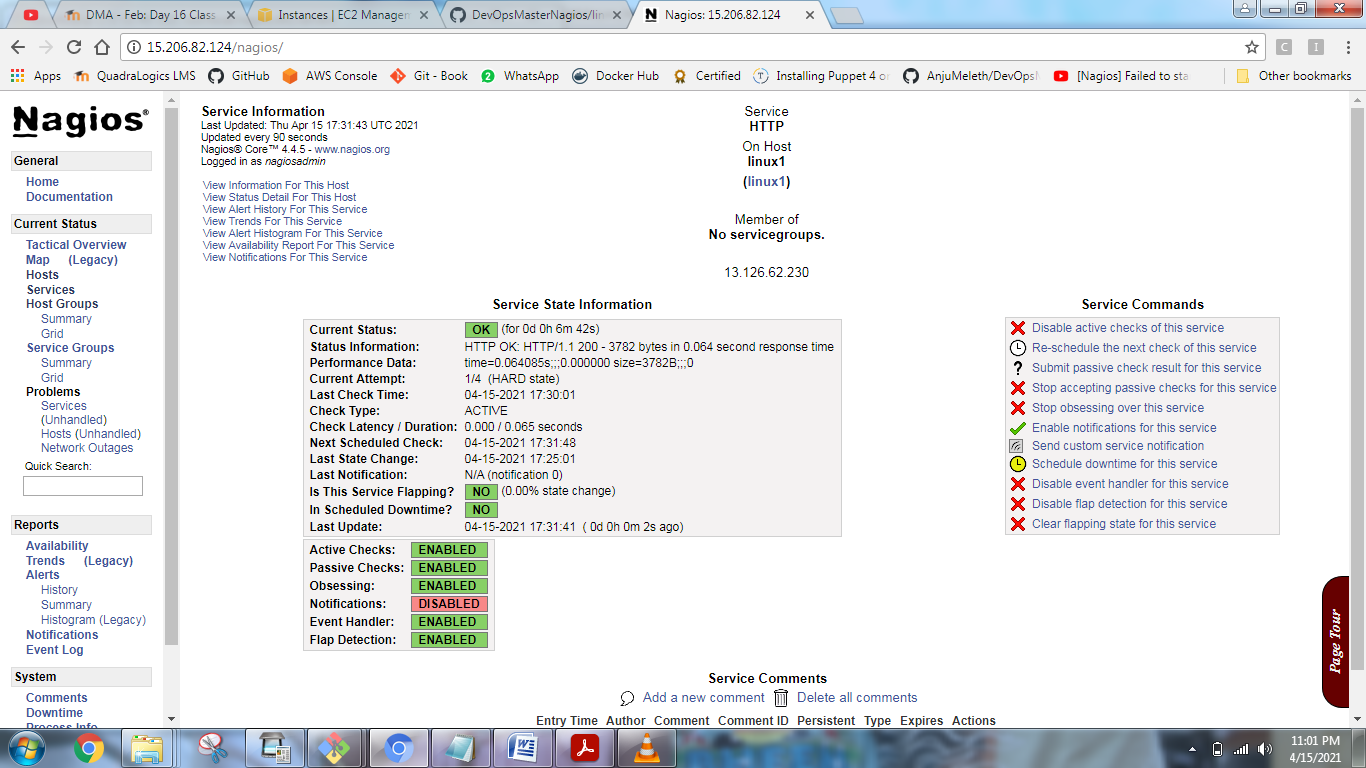 DMA - Feb: Day 16 Class
Instances | EC2 Managem
DevOpsMasterNagios/lin
Nagios: 15.206.82.124
15.206.82.124/nagios/
C
I
Apps
QuadraLogics LMS
GitHub
AWS Console
Git - Book
2
WhatsApp
Docker Hub
Certified
T
Installing Puppet 4 o
AnjuMeleth/DevOps
[Nagios] Failed to sta
Other bookmarks
Nagios®
General
Home
Documentation
Current Status
Tactical Overview
Map (Legacy)
Hosts
Services
Host Groups
Summary
Grid
Service Groups
Summary
Grid
Problems
Services
(Unhandled)
Hosts (Unhandled)
Network Outages
Quick Search:
Reports
Availability
Trends (Legacy)
Alerts
History
Summary
Histogram (Legacy)
Notifications
Event Log
System
Comments
Downtime
Process Info
Service Information
Last Updated: Thu Apr 15 17:31:43 UTC 2021
Updated every 90 seconds
Nagios® Core™ 4.4.5 - www.nagios.org
Logged in as nagiosadmin
View Information For This Host
View Status Detail For This Host
View Alert History For This Service
View Trends For This Service
View Alert Histogram For This Service
View Availability Report For This Service
View Notifications For This Service
Service
HTTP
On Host
linux1
(linux1)
Member of
No servicegroups.
13.126.62.230
Service State Information
Current Status: OK (for 0d 0h 6m 42s)
Status Information: HTTP OK: HTTP/1.1 200 - 3782 bytes in 0.064 second response time
Performance Data: time=0.064085s;;;0.000000 size=3782B;;;0
Current Attempt: 1/4 (HARD state)
Last Check Time: 04-15-2021 17:30:01
Check Type: ACTIVE
Check Latency / Duration: 0.000 / 0.065 seconds
Next Scheduled Check: 04-15-2021 17:31:48
Last State Change: 04-15-2021 17:25:01
Last Notification: N/A (notification 0)
Is This Service Flapping? NO (0.00% state change)
In Scheduled Downtime? NO
Last Update: 04-15-2021 17:31:41 ( 0d 0h 0m 2s ago)
Active Checks: ENABLED
Passive Checks: ENABLED
Obsessing: ENABLED
Notifications: DISABLED
Event Handler: ENABLED
Flap Detection: ENABLED
Service Commands
Disable active checks of this service
Re-schedule the next check of this service
? Submit passive check result for this service
Stop accepting passive checks for this service
Stop obsessing over this service
Enable notifications for this service
Send custom service notification
Schedule downtime for this service
Disable event handler for this service
Disable flap detection for this service
Clear flapping state for this service
Page Tour
Service Comments
Add a new comment
Delete all comments
Entry Time Author Comment Comment ID Persistent Type Expires Actions
11:01 PM
4/15/2021